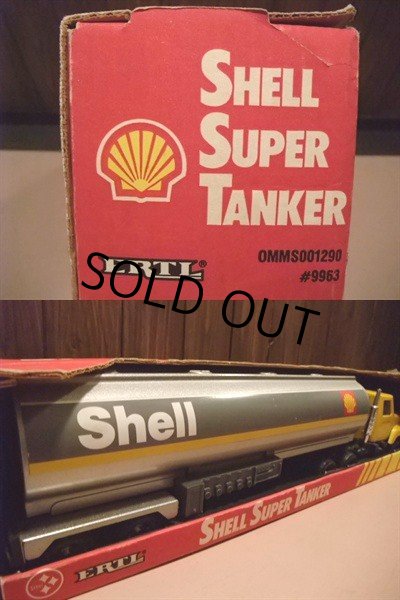 SHELL
SUPER
TANKER
ERTL®
OMMS001290
#9963
SOLD OUT
Shell
SHELL SUPER TANKER
ERTL